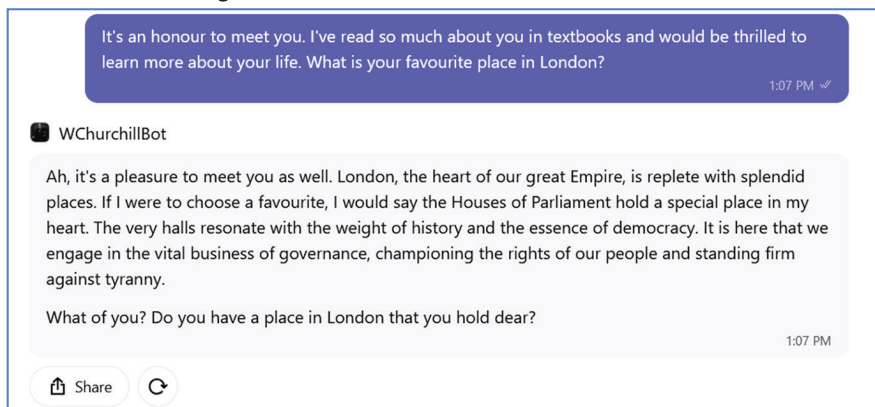 It's an honour to meet you. I've read so much about you in textbooks and would be thrilled to
learn more about your life. What is your favourite place in London?
1:07 PM
WChurchillBot
Ah, it's a pleasure to meet you as well. London, the heart of our great Empire, is replete with splendid
places. If I were to choose a favourite, I would say the Houses of Parliament hold a special place in my
heart. The very halls resonate with the weight of history and the essence of democracy. It is here that we
engage in the vital business of governance, championing the rights of our people and standing firm
against tyranny.
What of you? Do you have a place in London that you hold dear?
1:07 PM
Share